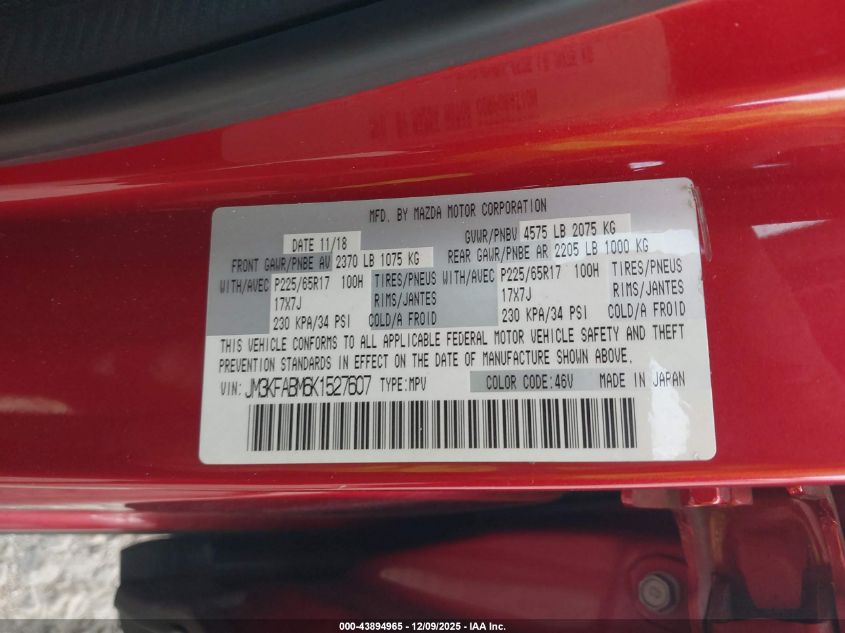 MFD. BY MAZDA MOTOR CORPORATION
DATE 11/18 GVWR/PNBV 4575 LB 2075 KG
FRONT GAWR/PNBE AV 2370 LB 1075 KG REAR GAWR/PNBE AR 2205 LB 1000 KG
WITH/AVEC P225/65R17 100H TIRES/PNEUS WITH/AVEC P225/65R17 100H TIRES/PNEUS
17X7J RIMS/JANTES 17X7J RIMS/JANTES
230 KPA/34 PSI COLD/A FROID 230 KPA/34 PSI COLD/A FROID
THIS VEHICLE CONFORMS TO ALL APPLICABLE FEDERAL MOTOR VEHICLE SAFETY AND THEFT
PREVENTION STANDARDS IN EFFECT ON THE DATE OF MANUFACTURE SHOWN ABOVE.
VIN: JM3KFABM6K1527607 TYPE:MPV COLOR CODE:46V MADE IN JAPAN
000-43894965 - 12/09/2025 - IAA Inc.